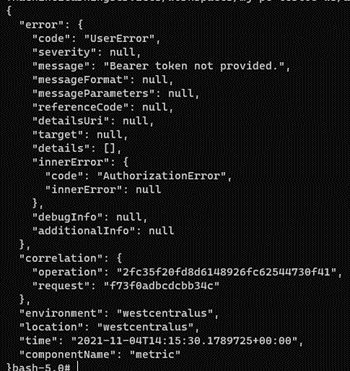 {
  "error": {
    "code": "UserError",
    "severity": null,
    "message": "Bearer token not provided.",
    "messageFormat": null,
    "messageParameters": null,
    "referenceCode": null,
    "detailsUri": null,
    "target": null,
    "details": [],
    "innerError": {
      "code": "AuthorizationError",
      "innerError": null
    },
    "debugInfo": null,
    "additionalInfo": null
  },
  "correlation": {
    "operation": "2fc35f20fd8d6148926fc62544730f41",
    "request": "f73f0adbcdcbb34c"
  },
  "environment": "westcentralus",
  "location": "westcentralus",
  "time": "2021-11-04T14:15:30.1789725+00:00",
  "componentName": "metric"
}bash-5.0#